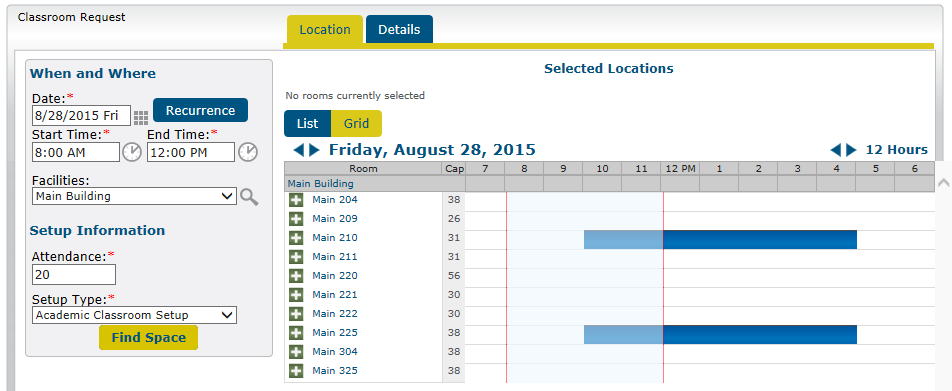 Classroom Request
Location Details
When and Where
Date:*
8/28/2015 Fri Recurrence
Start Time:* End Time:*
8:00 AM 12:00 PM
Facilities:
Main Building
Setup Information
Attendance:*
20
Setup Type:*
Academic Classroom Setup
Find Space
Selected Locations
No rooms currently selected
List Grid
Friday, August 28, 2015 12 Hours
Room Cap 7 8 9 10 11 12 PM 1 2 3 4 5 6
Main Building
Main 204 38
Main 209 26
Main 210 31
Main 211 31
Main 220 56
Main 221 30
Main 222 30
Main 225 38
Main 304 38
Main 325 38